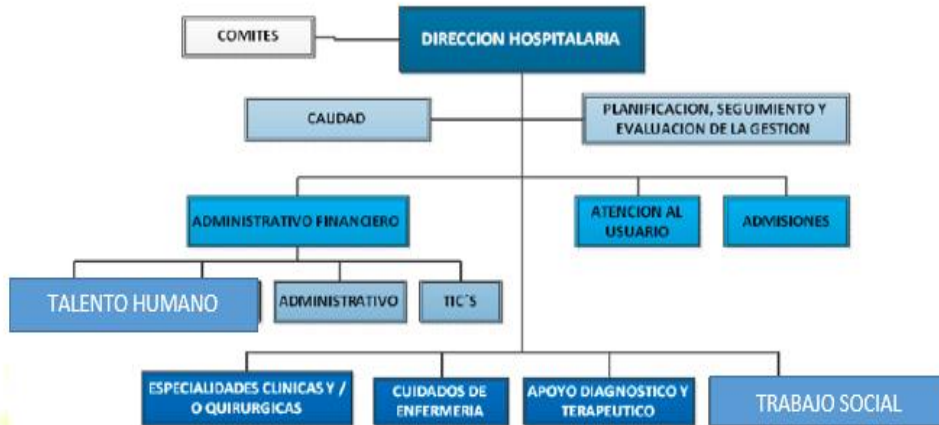 COMITES
DIRECCION HOSPITALARIA
CAUDAD
PLANIFICACION, SEGUIMIENTO Y
EVALUACION DE LA GESTION
ADMINISTRATIVO FINANCIERO
ATENCION AL
USUARIO
ADMISIONES
TALENTO HUMANO
ADMINISTRATIVO
TIC´S
ESPECIALIDADES CLINICAS Y /
O QUIRURGICAS
CUIDADOS DE
ENFERMERIA
APOYO DIAGNOSTICO Y
TERAPEUTICO
TRABAJO SOCIAL